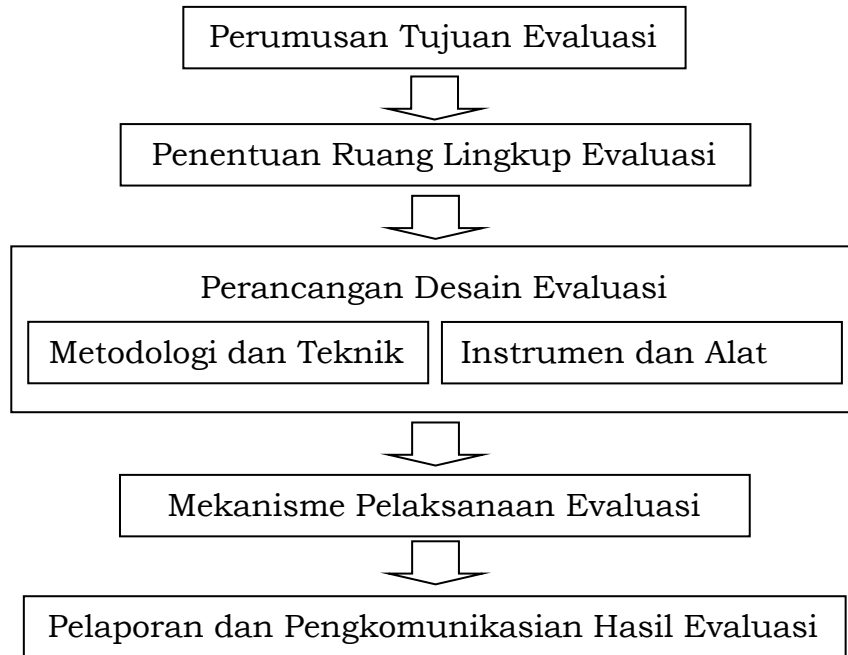 Perumusan Tujuan Evaluasi
Penentuan Ruang Lingkup Evaluasi
Perancangan Desain Evaluasi
Metodologi dan Teknik
Instrumen dan Alat
Mekanisme Pelaksanaan Evaluasi
Pelaporan dan Pengkomunikasian Hasil Evaluasi